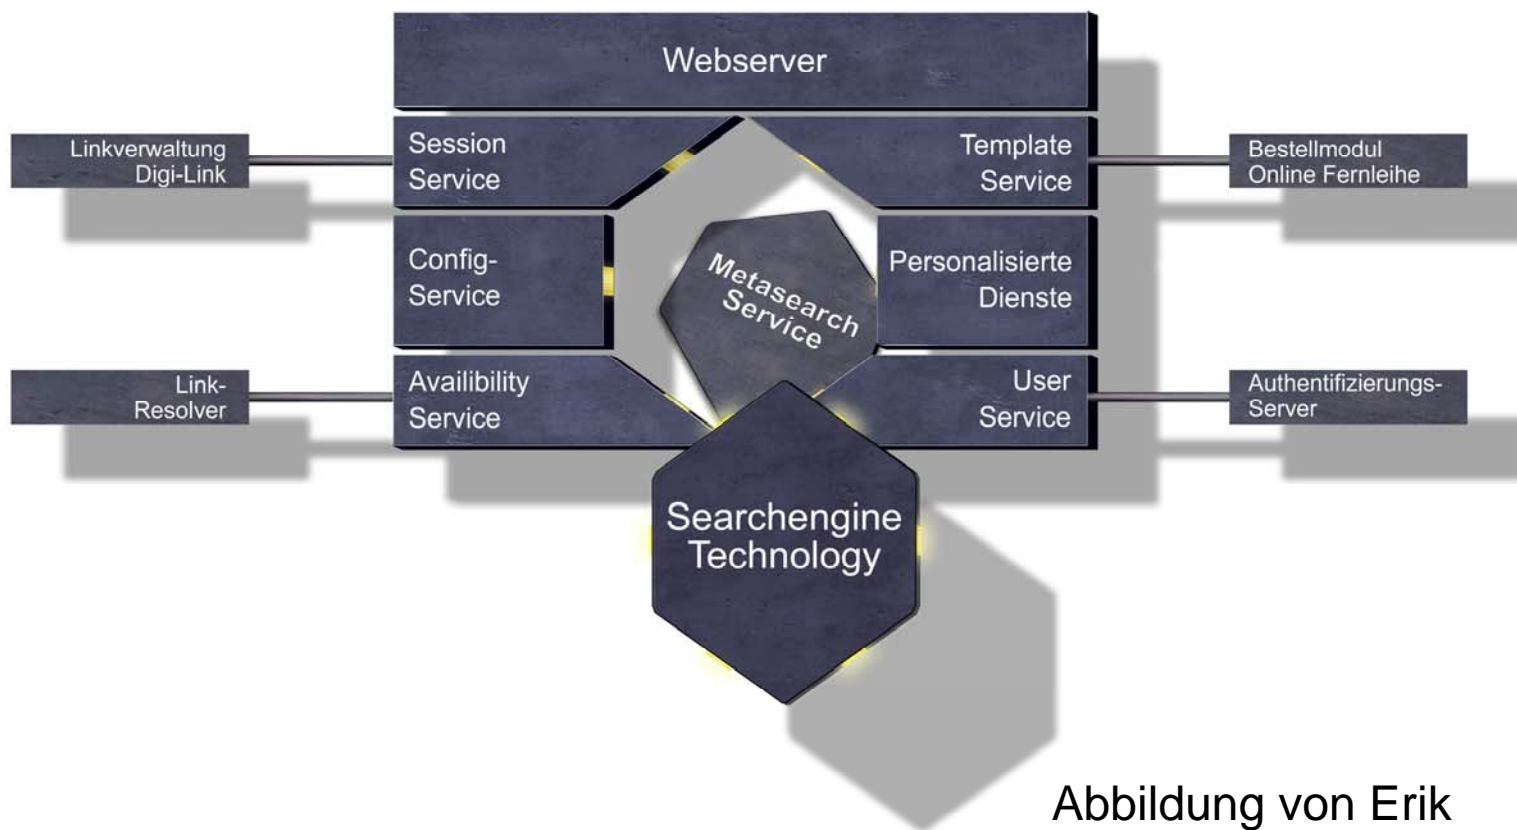 Webserver
Session
Service
Template
Service
Linkverwaltung
Digi-Link
Bestellmodul
Online Fernleihe
Config-
Service
Metasearch
Service
Personalisierte
Dienste
Availibility
Service
User
Service
Link-
Resolver
Authentifizierungs-
Server
Searchengine
Technology
Abbildung von Erik